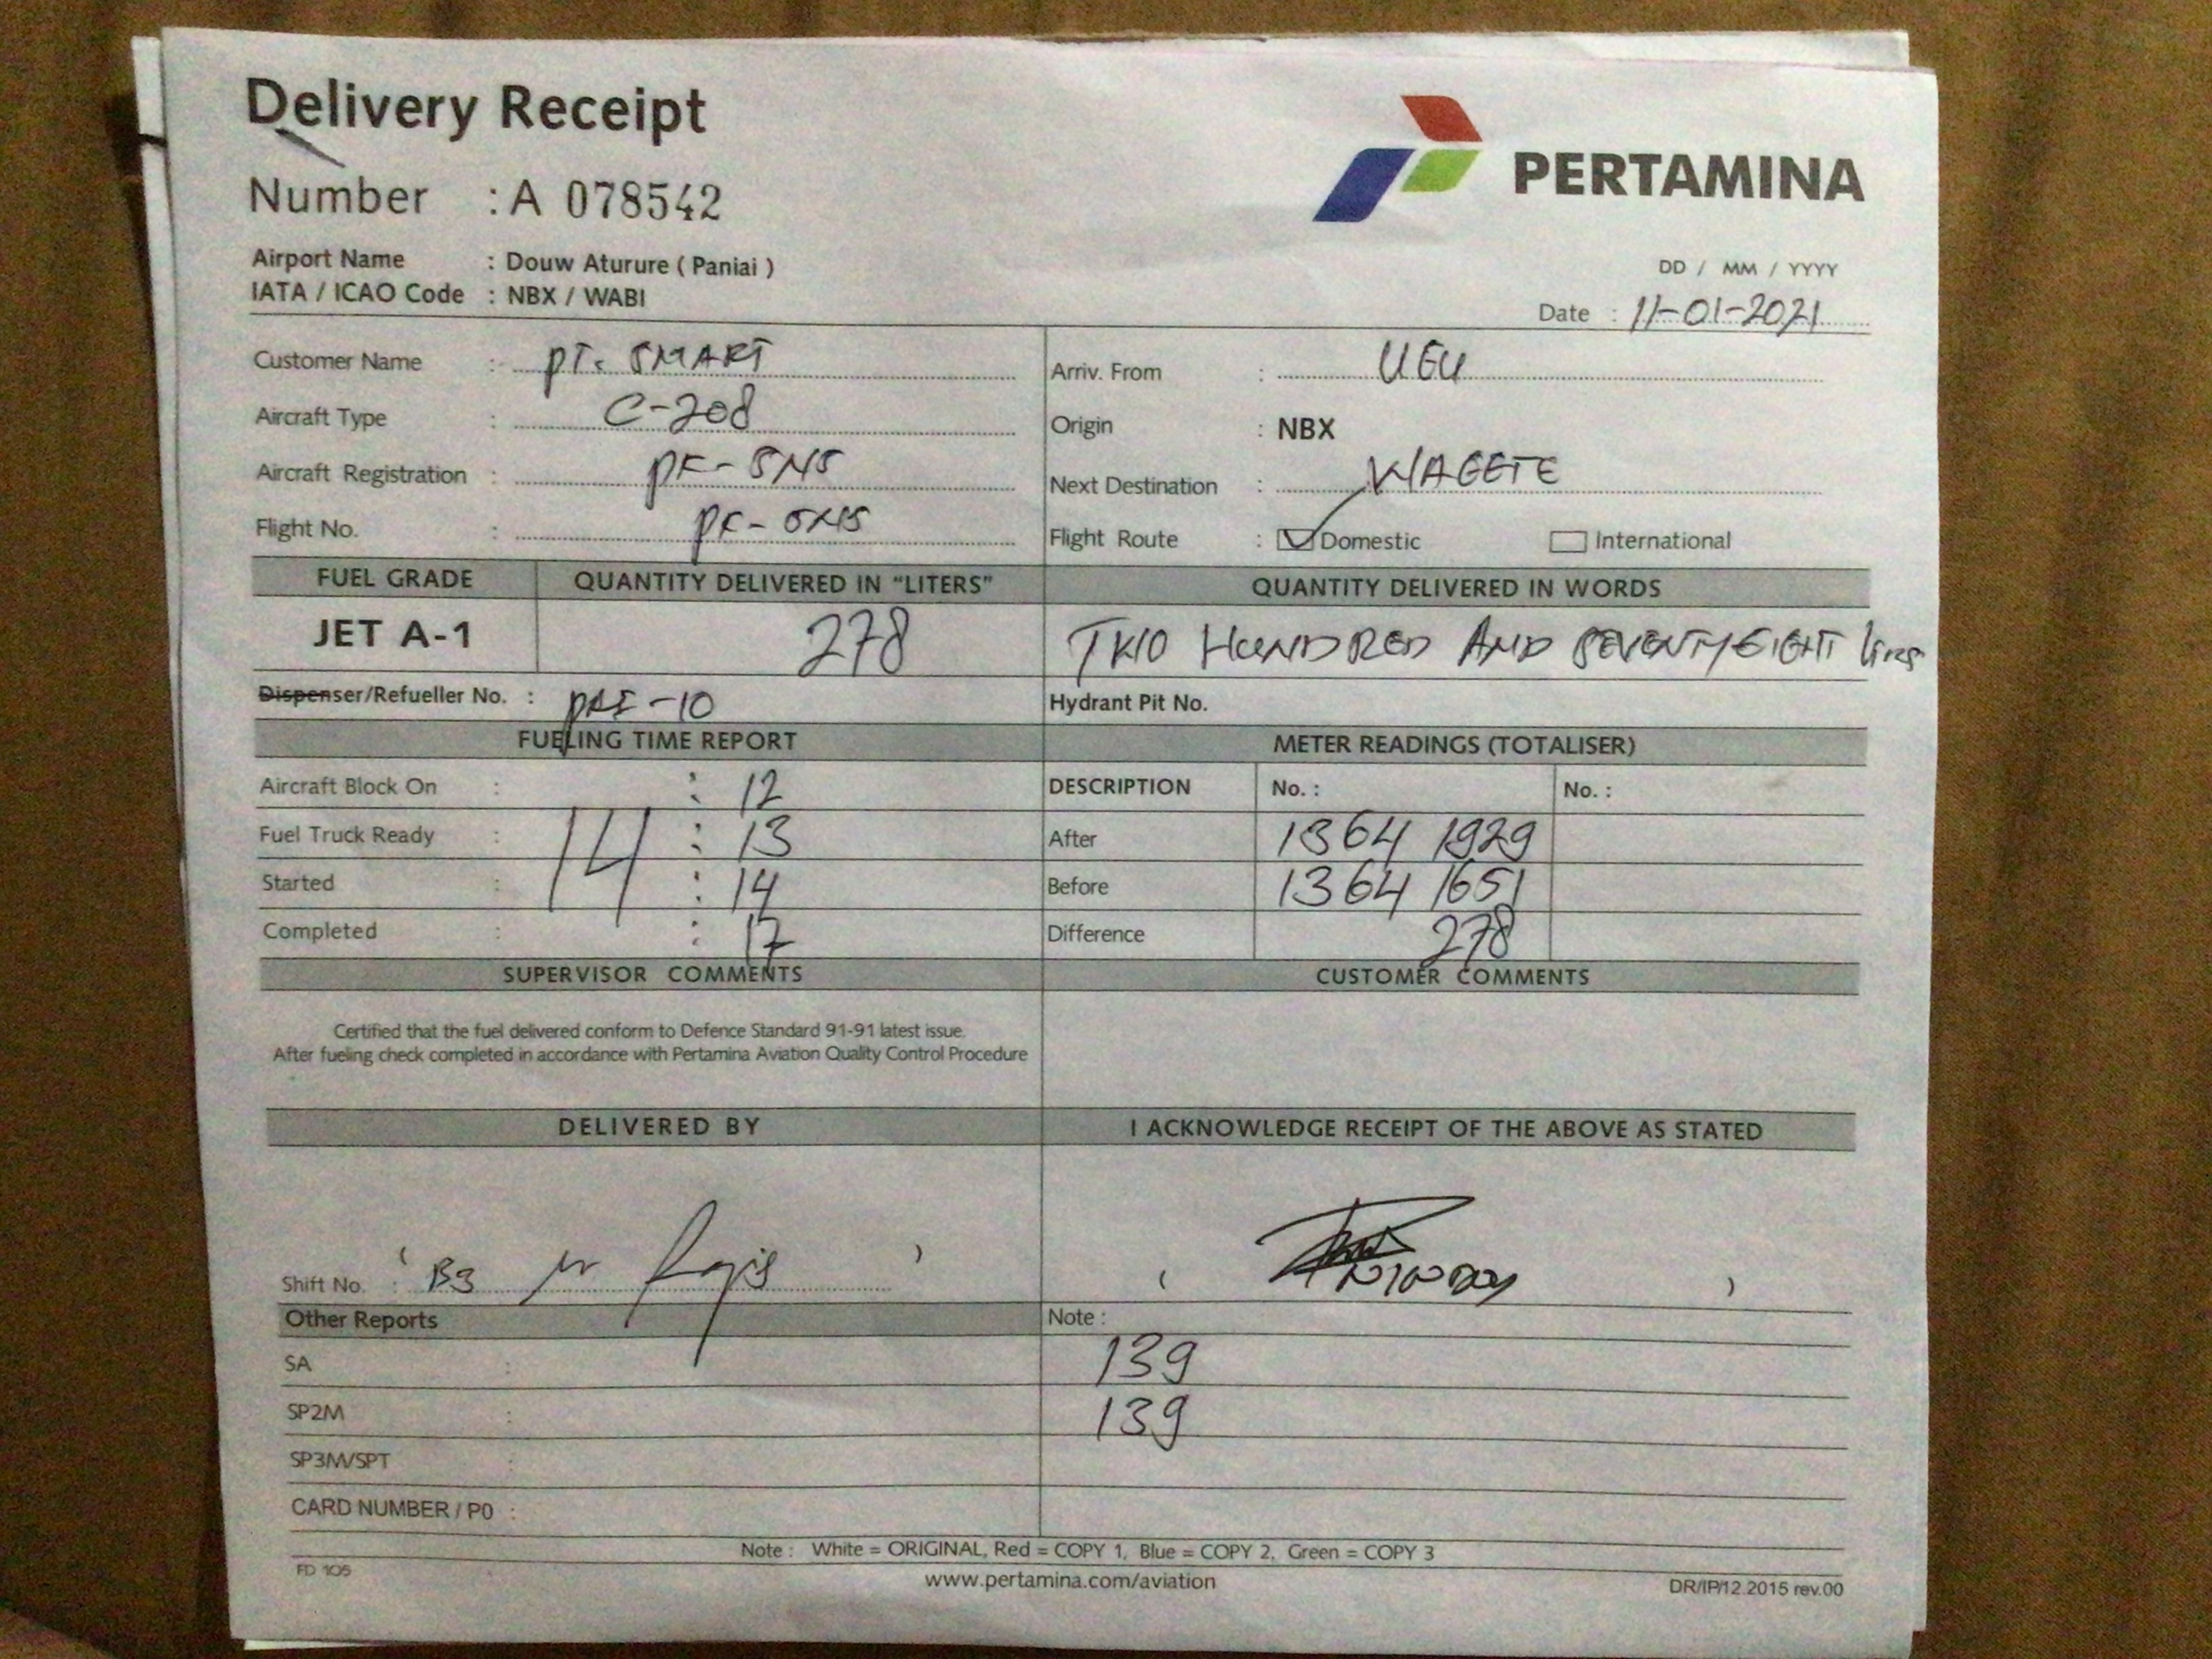 Delivery Receipt
PERTAMINA
Number : A 078542
Airport Name : Douw Aturure ( Paniai )
IATA / ICAO Code : NBX / WABI
DD / MM / YYYY
Date : 11-01-2021
Customer Name : PT. SMART
Arriv. From :
Aircraft Type : C-208
Origin : NBX
Aircraft Registration : PK-SNS
Next Destination : WAGETE
Flight No. : PK-SNS
Flight Route : Domestic International
FUEL GRADE QUANTITY DELIVERED IN "LITERS" QUANTITY DELIVERED IN WORDS
JET A-1 278 TWO HUNDRED AND SEVENTY EIGHT
Dispenser/Refueller No. : Hydrant Pit No.
FUELING TIME REPORT METER READINGS (TOTALISER)
Aircraft Block On : : 12 DESCRIPTION No. : No. :
Fuel Truck Ready : 14 : 13 After 1364 1929
Started : : 14 Before 1364 1651
Completed : : 17 Difference 278
SUPERVISOR COMMENTS CUSTOMER COMMENTS
Certified that the fuel delivered conform to Defence Standard 91-91 latest issue.
After fueling check completed in accordance with Pertamina Aviation Quality Control Procedure
DELIVERED BY I ACKNOWLEDGE RECEIPT OF THE ABOVE AS STATED
Shift No. : B3
Other Reports Note :
SA : 139
SP2M : 139
SP3M/SPT :
CARD NUMBER / P0 :
Note : White = ORIGINAL, Red = COPY 1, Blue = COPY 2, Green = COPY 3
FD 105
www.pertamina.com/aviation
DR/IP/12.2015 rev.00